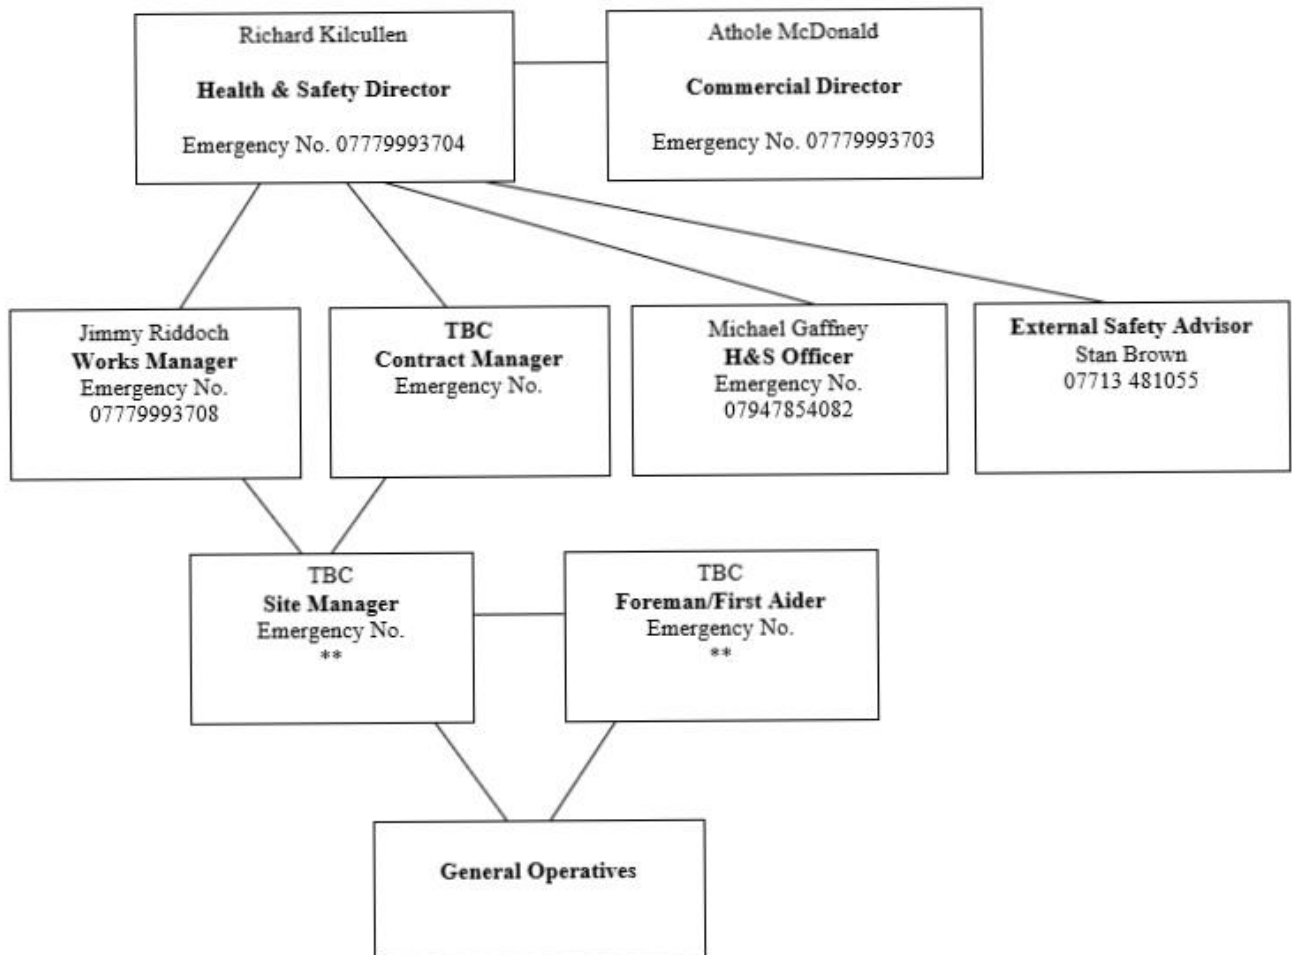 Richard Kilcullen
Health & Safety Director
Emergency No. 07779993704
Athole McDonald
Commercial Director
Emergency No. 07779993703
Jimmy Riddoch
Works Manager
Emergency No.
07779993708
TBC
Contract Manager
Emergency No.
Michael Gaffney
H&S Officer
Emergency No.
07947854082
External Safety Advisor
Stan Brown
07713 481055
TBC
Site Manager
Emergency No.
**
TBC
Foreman/First Aider
Emergency No.
**
General Operatives